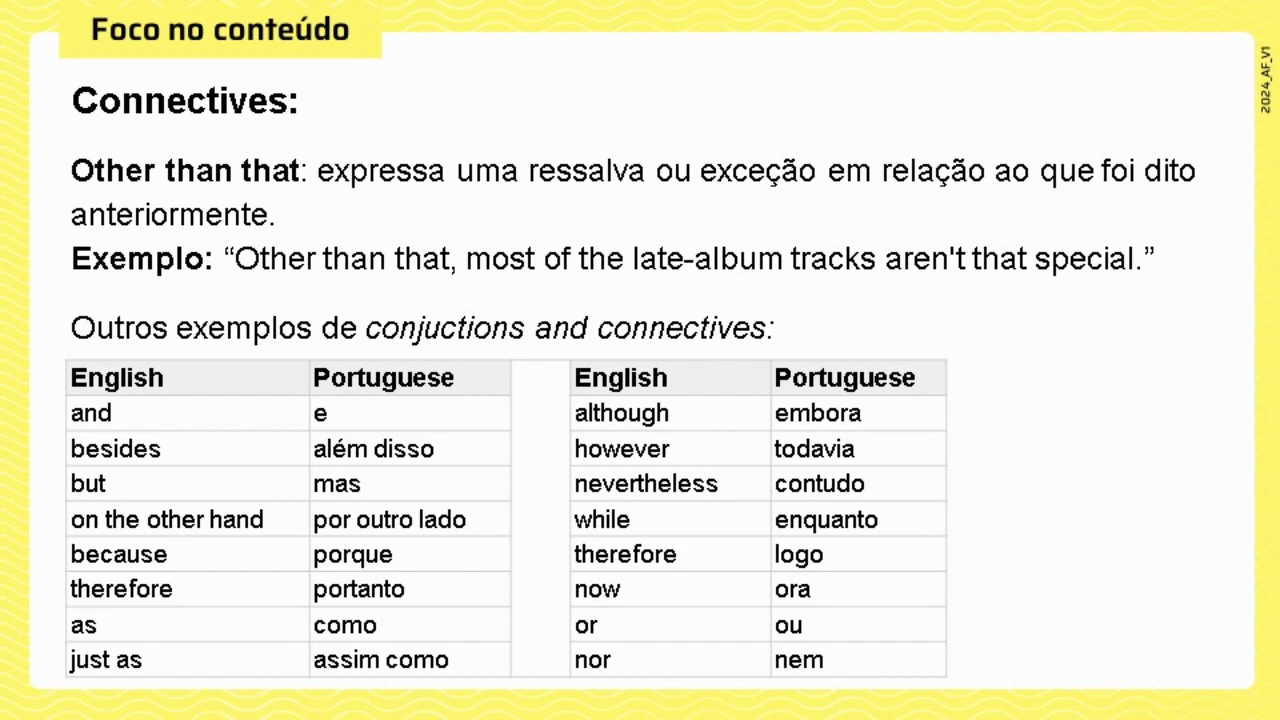 Foco no conteúdo
2024_AF_V1
Connectives:
Other than that: expressa uma ressalva ou exceção em relação ao que foi dito
anteriormente.
Exemplo: “Other than that, most of the late-album tracks aren't that special.”
Outros exemplos de conjuctions and connectives:
English Portuguese English Portuguese
and e although embora
besides além disso however todavia
but mas nevertheless contudo
on the other hand por outro lado while enquanto
because porque therefore logo
therefore portanto now ora
as como or ou
just as assim como nor nem